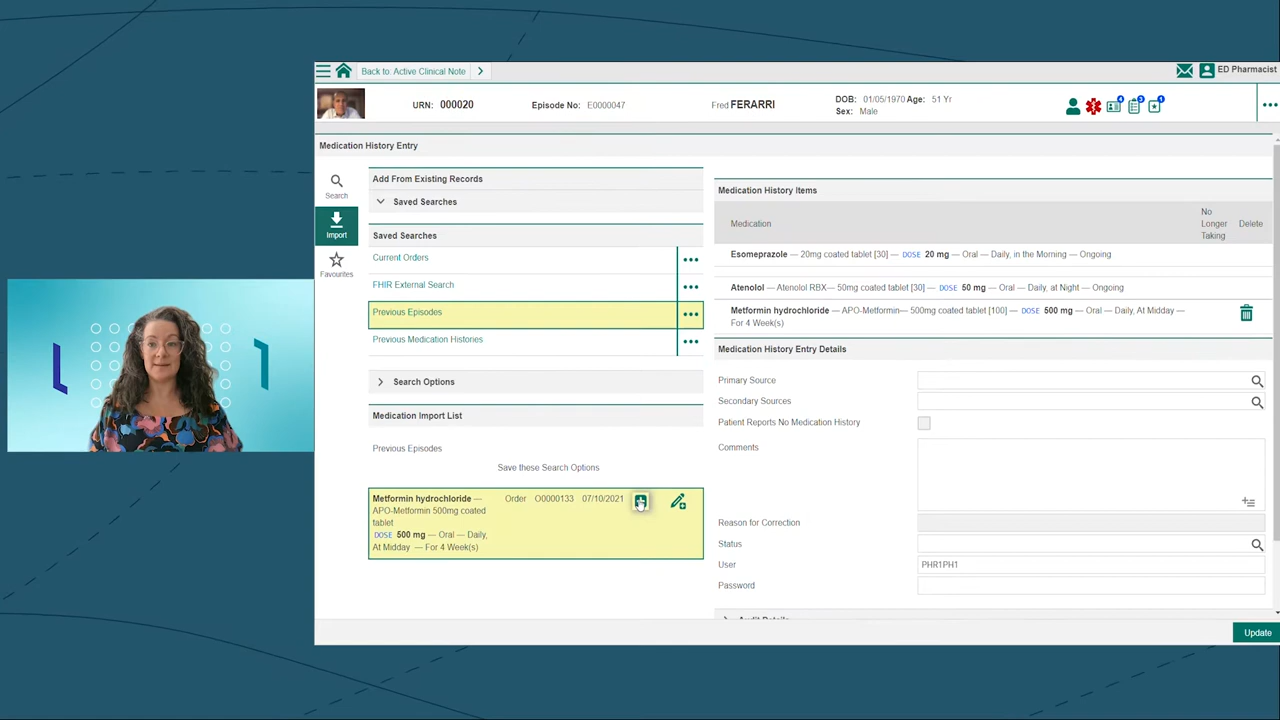 Back to: Active Clinical Note
ED Pharmacist
URN: 000020
Episode No: E0000047
Fred FERARRI
DOB: 01/05/1970 Age: 51 Yr
Sex: Male
4
3
1
Medication History Entry
Search
Import
Favourites
Add From Existing Records
Saved Searches
Saved Searches
Current Orders
FHIR External Search
Previous Episodes
Previous Medication Histories
Search Options
Medication Import List
Previous Episodes
Save these Search Options
Metformin hydrochloride — Order O0000133 07/10/2021
APO-Metformin 500mg coated
tablet
DOSE 500 mg — Oral — Daily,
At Midday — For 4 Week(s)
Medication History Items
Medication
No
Longer
Taking
Delete
Esomeprazole — 20mg coated tablet [30] — DOSE 20 mg — Oral — Daily, in the Morning — Ongoing
Atenolol — Atenolol RBX— 50mg coated tablet [30] — DOSE 50 mg — Oral — Daily, at Night — Ongoing
Metformin hydrochloride — APO-Metformin— 500mg coated tablet [100] — DOSE 500 mg — Oral — Daily, At Midday —
For 4 Week(s)
Medication History Entry Details
Primary Source
Secondary Sources
Patient Reports No Medication History
Comments
Reason for Correction
Status
User PHR1PH1
Password
Audit Details
Update